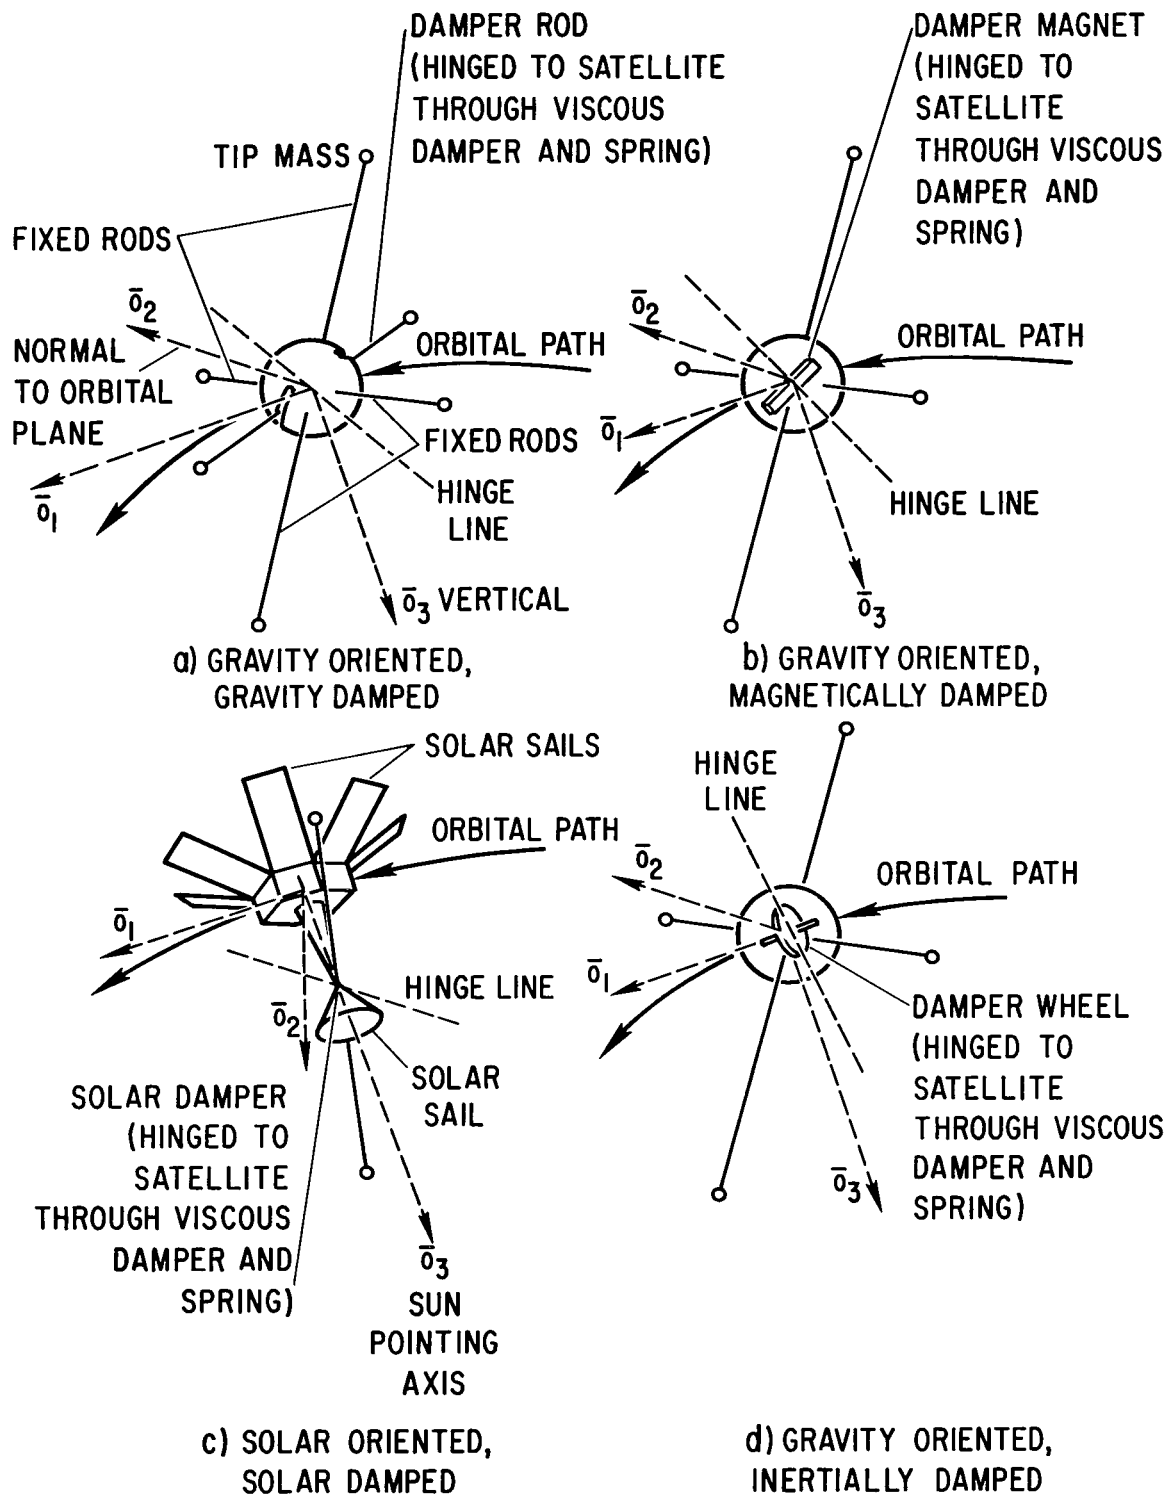 DAMPER ROD
(HINGED TO SATELLITE
THROUGH VISCOUS
DAMPER AND SPRING)
TIP MASS
FIXED RODS
ō2
NORMAL
TO ORBITAL
PLANE
ORBITAL PATH
FIXED RODS
HINGE
LINE
ō1
ō3 VERTICAL
a) GRAVITY ORIENTED,
GRAVITY DAMPED
DAMPER MAGNET
(HINGED TO
SATELLITE
THROUGH VISCOUS
DAMPER AND
SPRING)
ō2
ORBITAL PATH
ō1
HINGE LINE
ō3
b) GRAVITY ORIENTED,
MAGNETICALLY DAMPED
SOLAR SAILS
ORBITAL PATH
ō1
HINGE LINE
ō2
SOLAR
SAIL
SOLAR DAMPER
(HINGED TO
SATELLITE
THROUGH VISCOUS
DAMPER AND
SPRING)
ō3
SUN
POINTING
AXIS
c) SOLAR ORIENTED,
SOLAR DAMPED
HINGE
LINE
ō2
ORBITAL PATH
ō1
DAMPER WHEEL
(HINGED TO
SATELLITE
THROUGH VISCOUS
DAMPER AND
SPRING)
ō3
d) GRAVITY ORIENTED,
INERTIALLY DAMPED